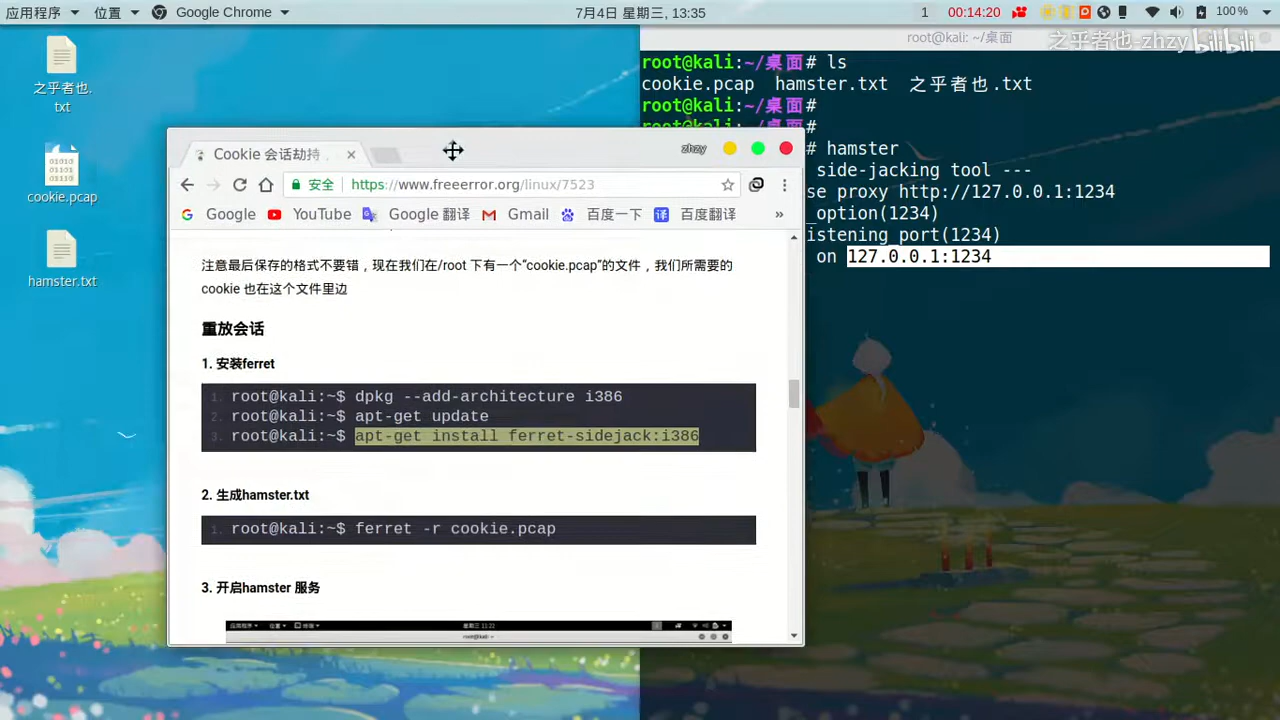 应用程序 位置 Google Chrome 7月4日 星期三, 13:35 1 00:14:20 100 %
root@kali: ~/桌面
之乎者也-zhzy bilibili
之乎者也.
txt
cookie.pcap
hamster.txt
root@kali:~/桌面# ls
cookie.pcap hamster.txt 之乎者也.txt
root@kali:~/桌面#
root@kali:~/桌面#
# hamster
side-jacking tool ---
se proxy http://127.0.0.1:1234
_option(1234)
istening_port(1234)
on 127.0.0.1:1234
Cookie 会话劫持
zhzy
安全 https://www.freeerror.org/linux/7523
Google YouTube Google 翻译 Gmail 百度一下 译 百度翻译 »
注意最后保存的格式不要错，现在我们在/root 下有一个“cookie.pcap”的文件，我们所需要的
cookie 也在这个文件里边
重放会话
1. 安装ferret
1. root@kali:~$ dpkg --add-architecture i386
2. root@kali:~$ apt-get update
3. root@kali:~$ apt-get install ferret-sidejack:i386
2. 生成hamster.txt
1. root@kali:~$ ferret -r cookie.pcap
3. 开启hamster 服务